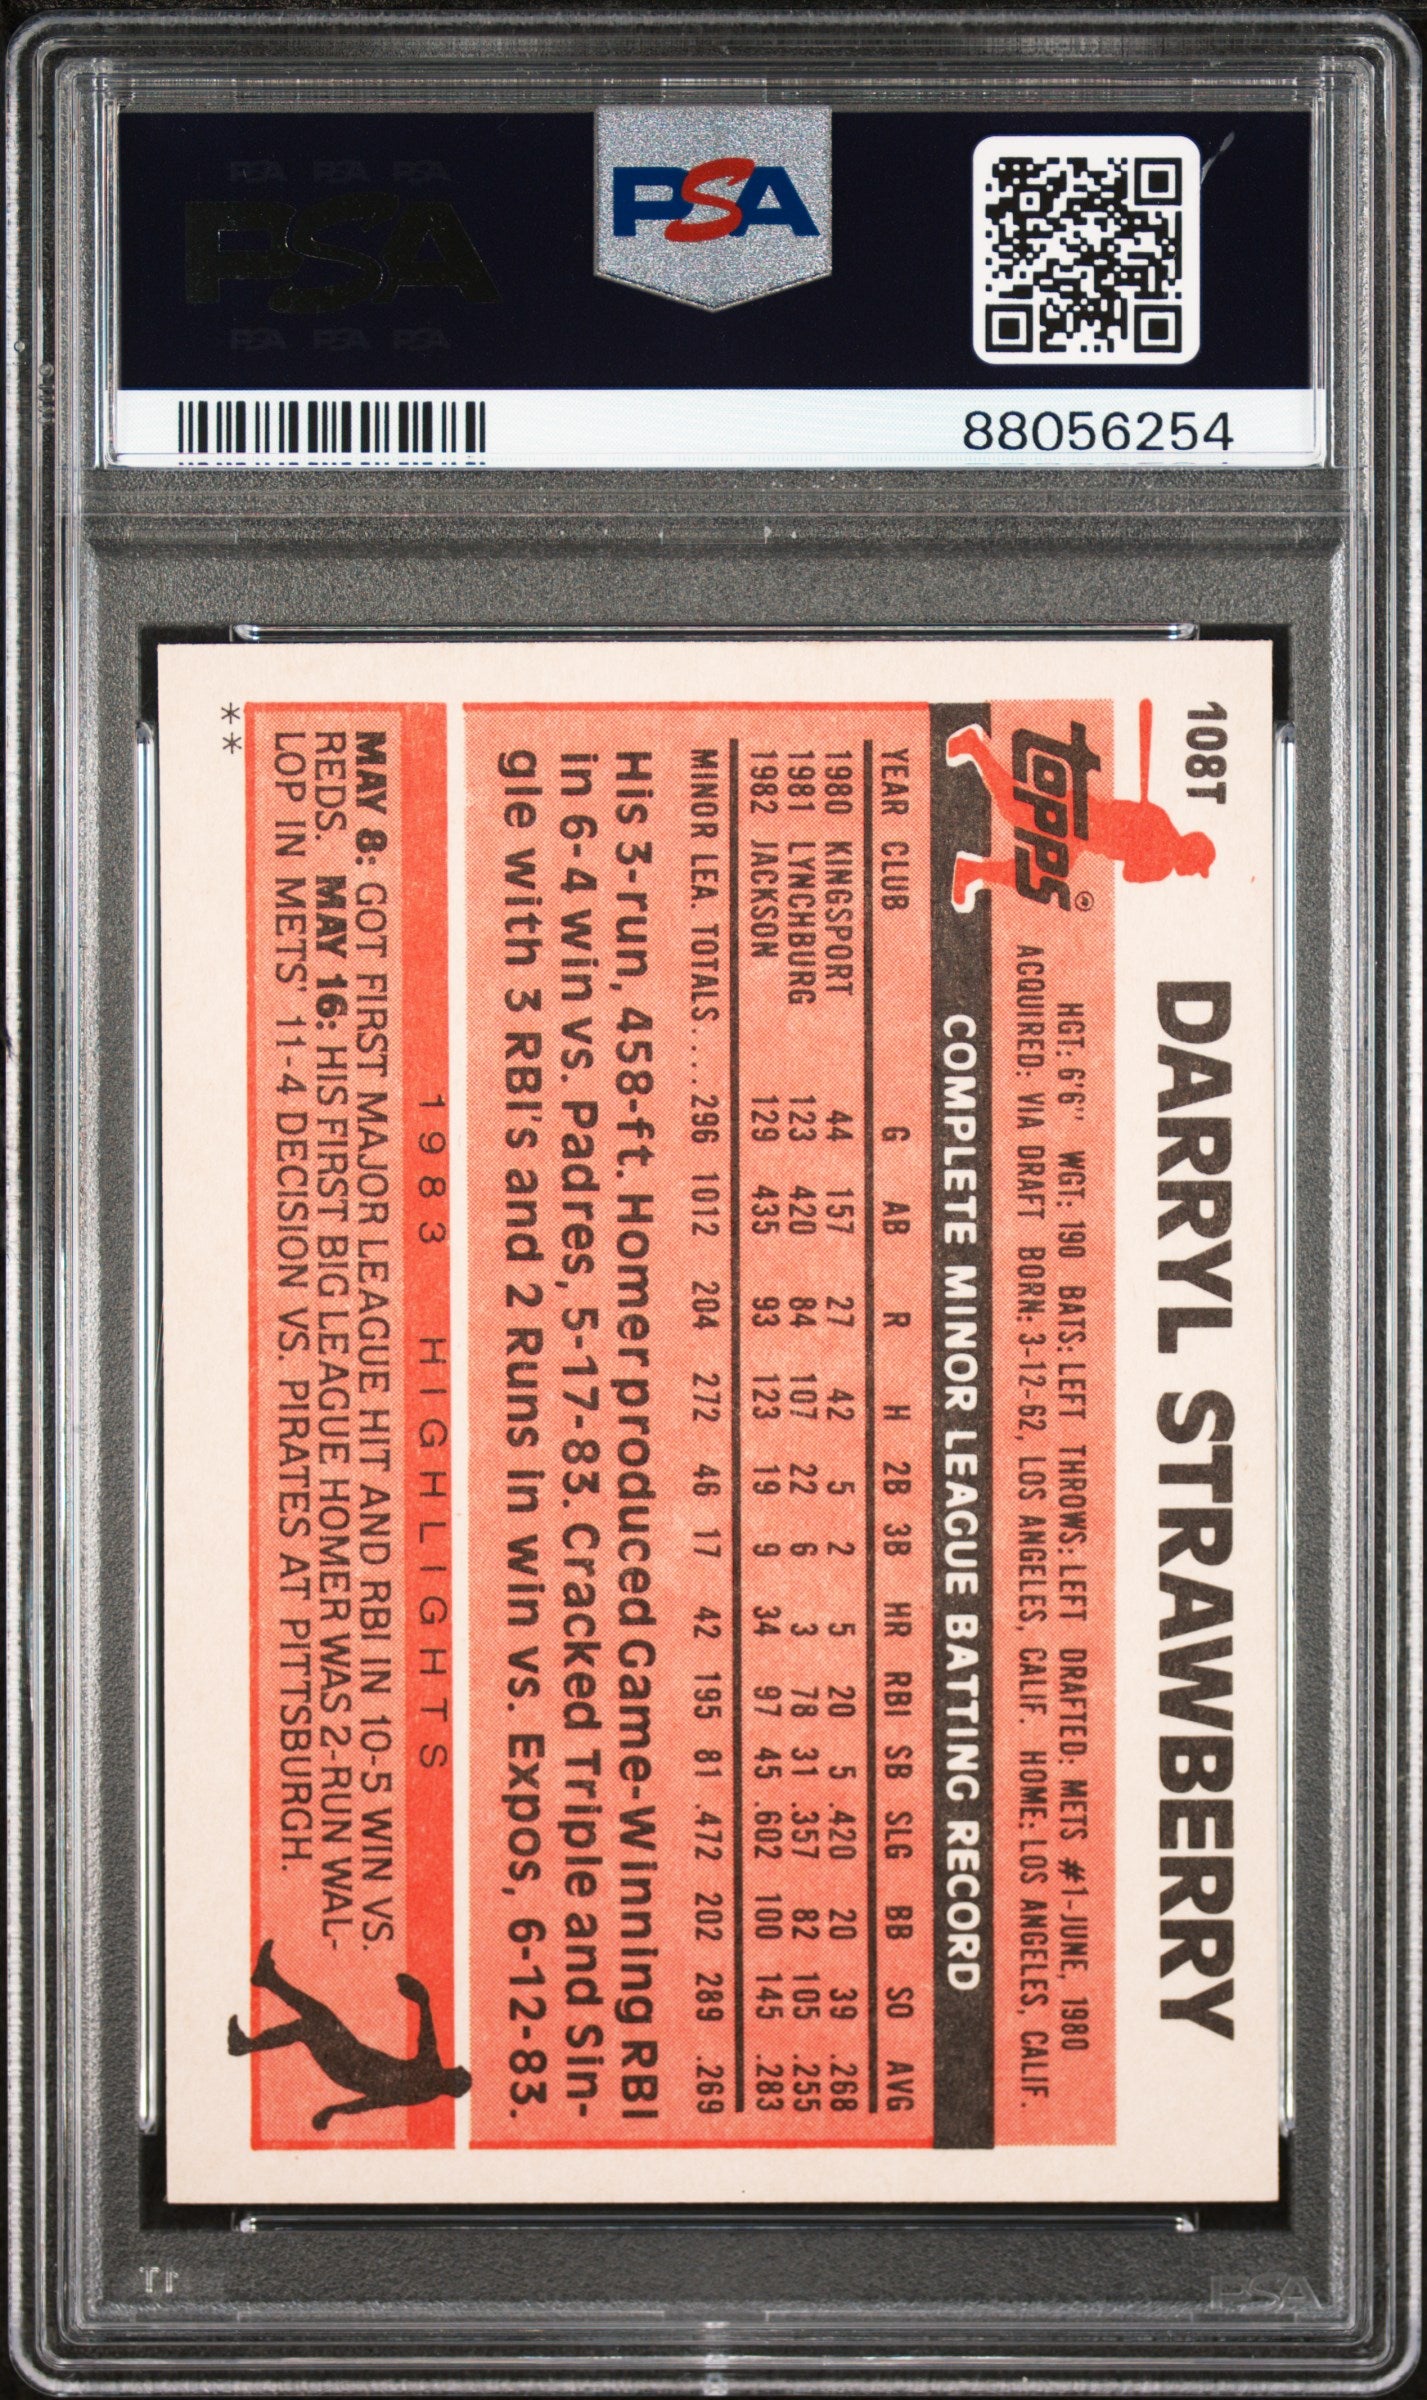 PSA PSA PSA
PSA
PSA PSA PSA
PSA
88056254
108T
DARRYL STRAWBERRY
topps®
HGT: 6'6" WGT: 190 BATS: LEFT THROWS: LEFT DRAFTED: METS #1-JUNE, 1980
ACQUIRED: VIA DRAFT BORN: 3-12-62, LOS ANGELES, CALIF. HOME: LOS ANGELES, CALIF.
COMPLETE MINOR LEAGUE BATTING RECORD
YEAR CLUB G AB R H 2B 3B HR RBI SB SLG BB SO AVG
1980 KINGSPORT 44 157 27 42 5 2 5 20 5 .420 20 39 .268
1981 LYNCHBURG 123 420 84 107 22 6 3 78 31 .357 82 105 .255
1982 JACKSON 129 435 93 123 19 9 34 97 45 .602 100 145 .283
MINOR LEA. TOTALS....296 1012 204 272 46 17 42 195 81 .472 202 289 .269
His 3-run, 458-ft. Homer produced Game-Winning RBI
in 6-4 win vs. Padres, 5-17-83. Cracked Triple and Sin-
gle with 3 RBI's and 2 Runs in win vs. Expos, 6-12-83.
1983 HIGHLIGHTS
MAY 8: GOT FIRST MAJOR LEAGUE HIT AND RBI IN 10-5 WIN VS.
REDS. MAY 16: HIS FIRST BIG LEAGUE HOMER WAS 2-RUN WAL-
LOP IN METS' 11-4 DECISION VS. PIRATES AT PITTSBURGH.
**
PSA